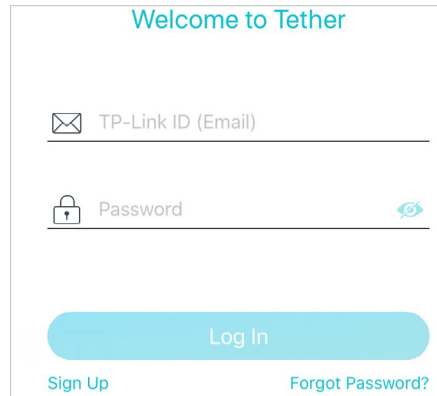 Welcome to Tether
TP-Link ID (Email)
Password
Log In
Sign Up
Forgot Password?